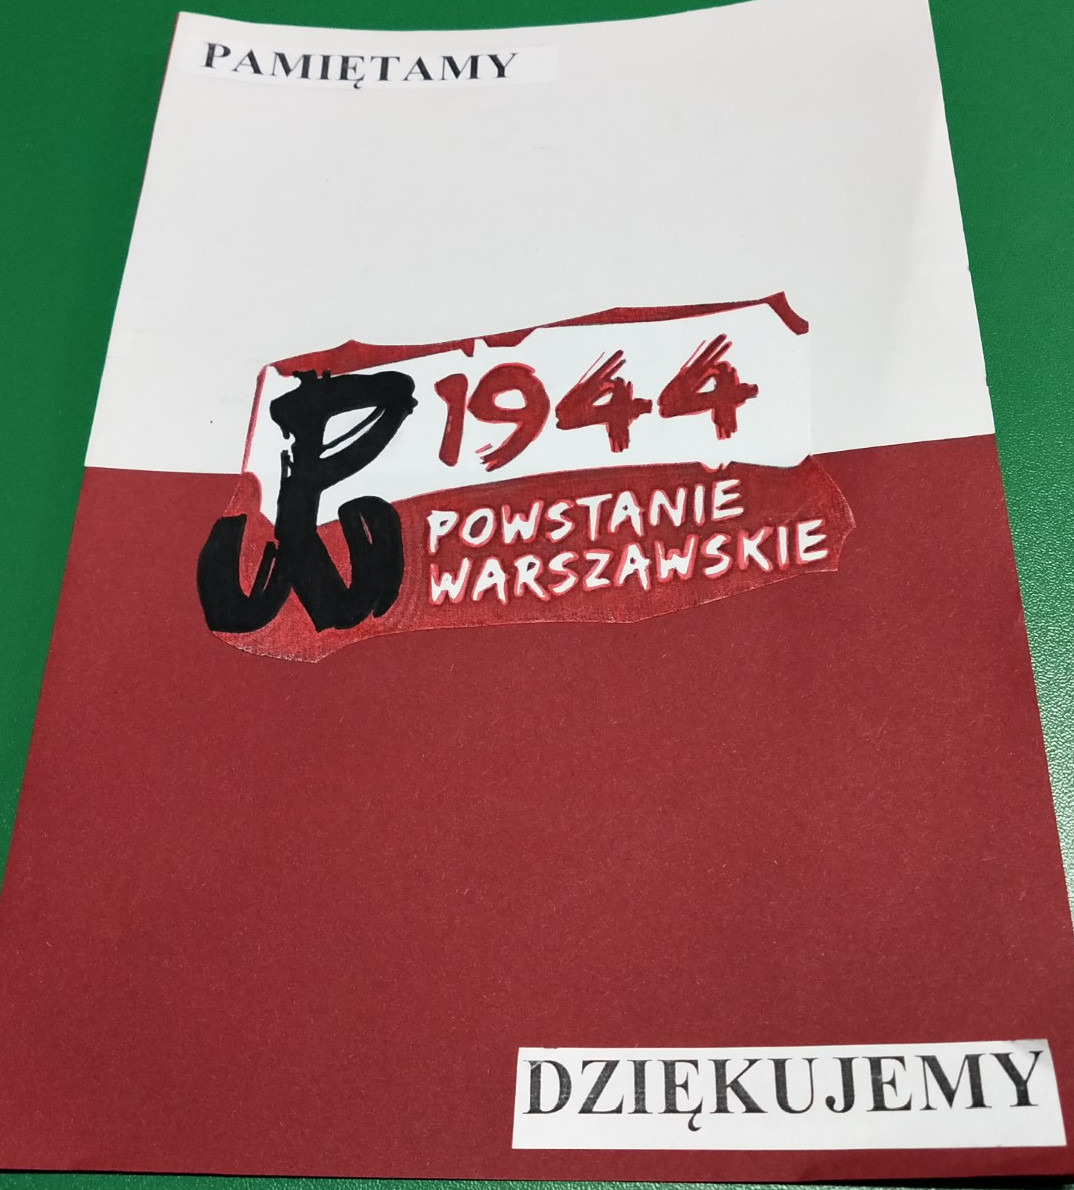 PAMIĘTAMY
1944
POWSTANIE
WARSZAWSKIE
DZIĘKUJEMY